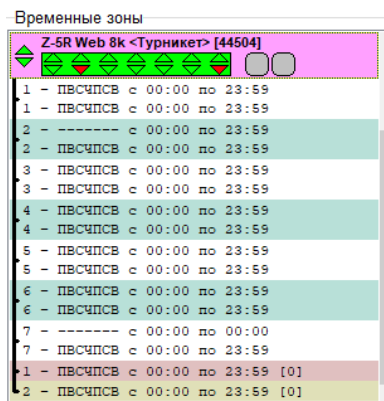 Временные зоны
Z-5R Web 8k <Турникет> [44504]
1 - ПВСЧПСВ с 00:00 по 23:59
1 - ПВСЧПСВ с 00:00 по 23:59
2 - ------- с 00:00 по 23:59
2 - ПВСЧПСВ с 00:00 по 23:59
3 - ПВСЧПСВ с 00:00 по 23:59
3 - ПВСЧПСВ с 00:00 по 23:59
4 - ПВСЧПСВ с 00:00 по 23:59
4 - ПВСЧПСВ с 00:00 по 23:59
5 - ПВСЧПСВ с 00:00 по 23:59
5 - ПВСЧПСВ с 00:00 по 23:59
6 - ПВСЧПСВ с 00:00 по 23:59
6 - ПВСЧПСВ с 00:00 по 23:59
7 - ------- с 00:00 по 00:00
7 - ПВСЧПСВ с 00:00 по 23:59
1 - ПВСЧПСВ с 00:00 по 23:59 [0]
2 - ПВСЧПСВ с 00:00 по 23:59 [0]